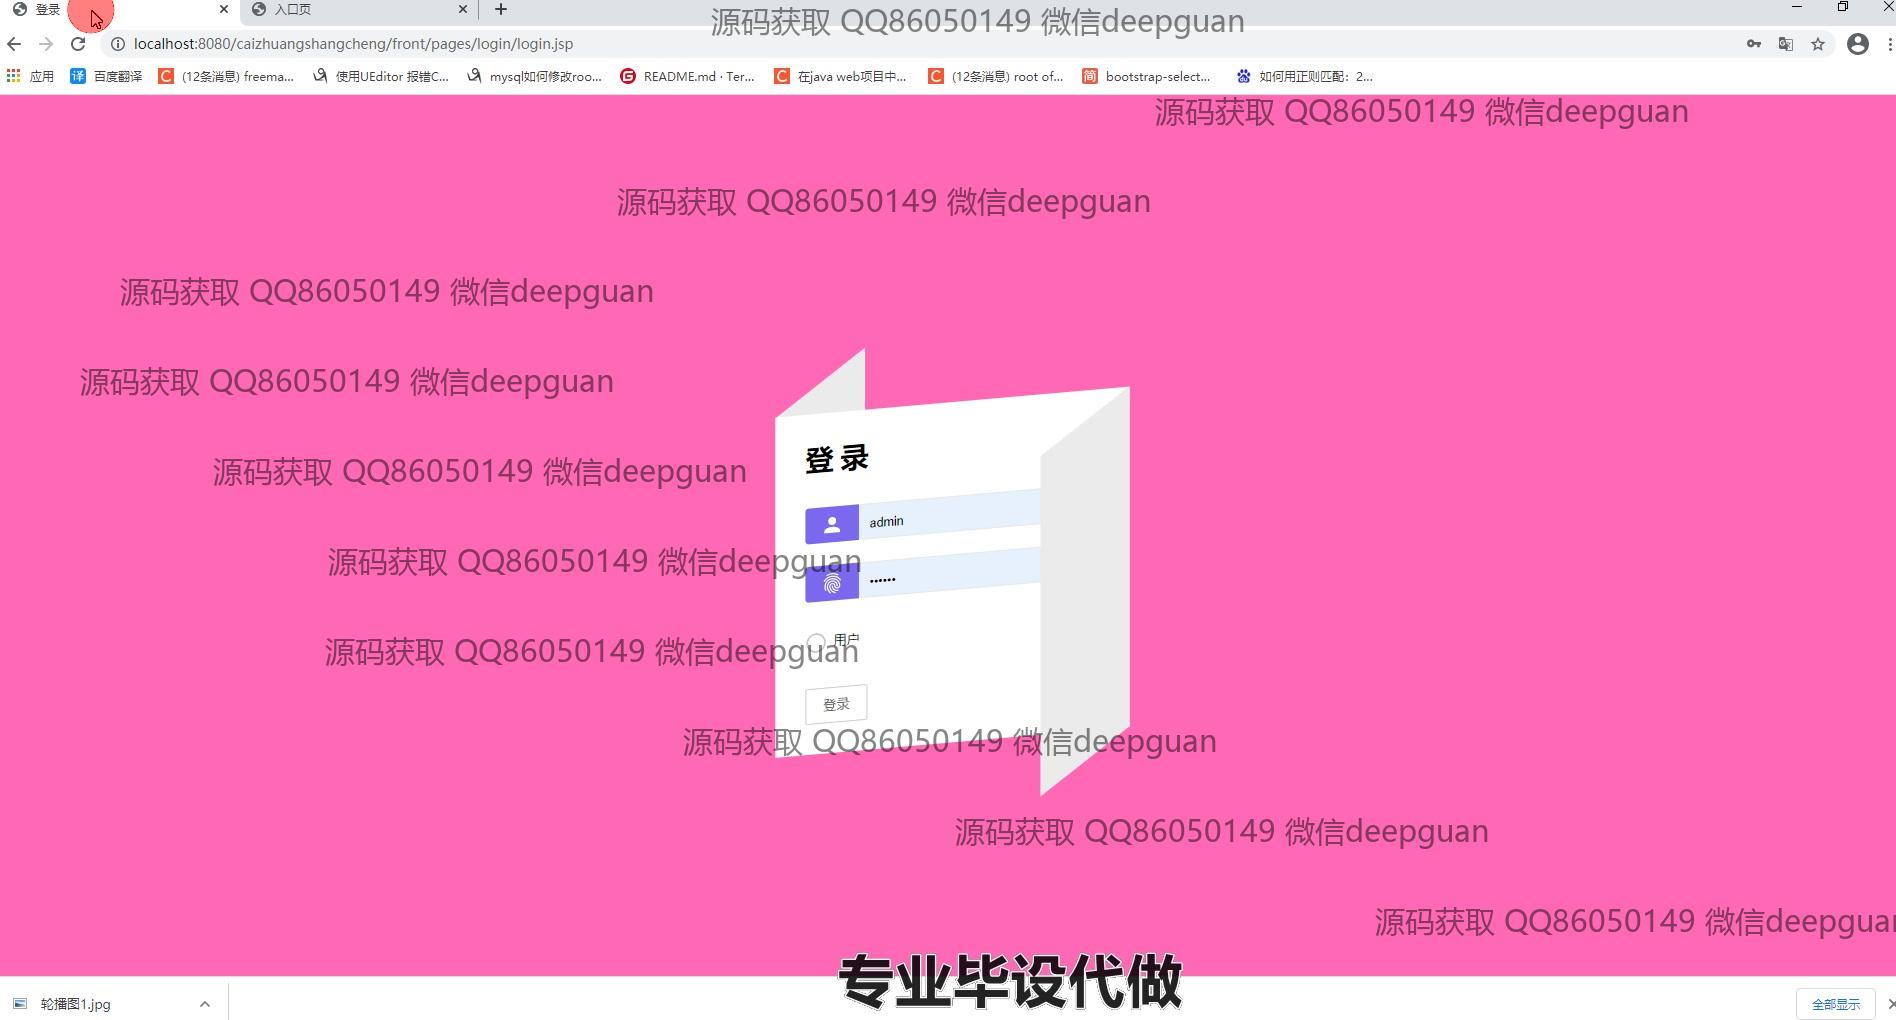 登录
入口页
源码获取 QQ86050149 微信deepguan
localhost:8080/caizhuangshangcheng/front/pages/login/login.jsp
应用
译 百度翻译
C (12条消息) freema...
使用UEditor 报错C...
mysql如何修改roo...
G README.md · Ter...
C 在java web项目中...
C (12条消息) root of...
简 bootstrap-select...
如何用正则匹配：2...
源码获取 QQ86050149 微信deepguan
源码获取 QQ86050149 微信deepguan
源码获取 QQ86050149 微信deepguan
源码获取 QQ86050149 微信deepguan
登录
源码获取 QQ86050149 微信deepguan
admin
源码获取 QQ86050149 微信deepguan
用户
源码获取 QQ86050149 微信deepguan
登录
源码获取 QQ86050149 微信deepguan
源码获取 QQ86050149 微信deepguan
源码获取 QQ86050149 微信deepguan
专业毕设代做
轮播图1.jpg
全部显示